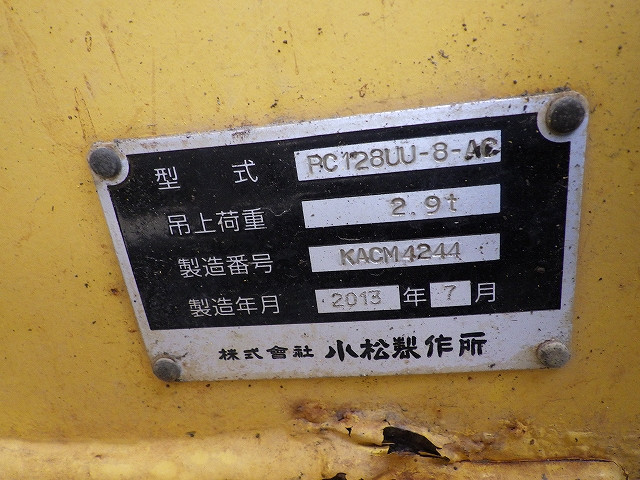 型 式 PC128UU-8-AC
吊上荷重 2.9t
製造番号 KACM4244
製造年月 2013 年 7 月
株式會社 小松製作所